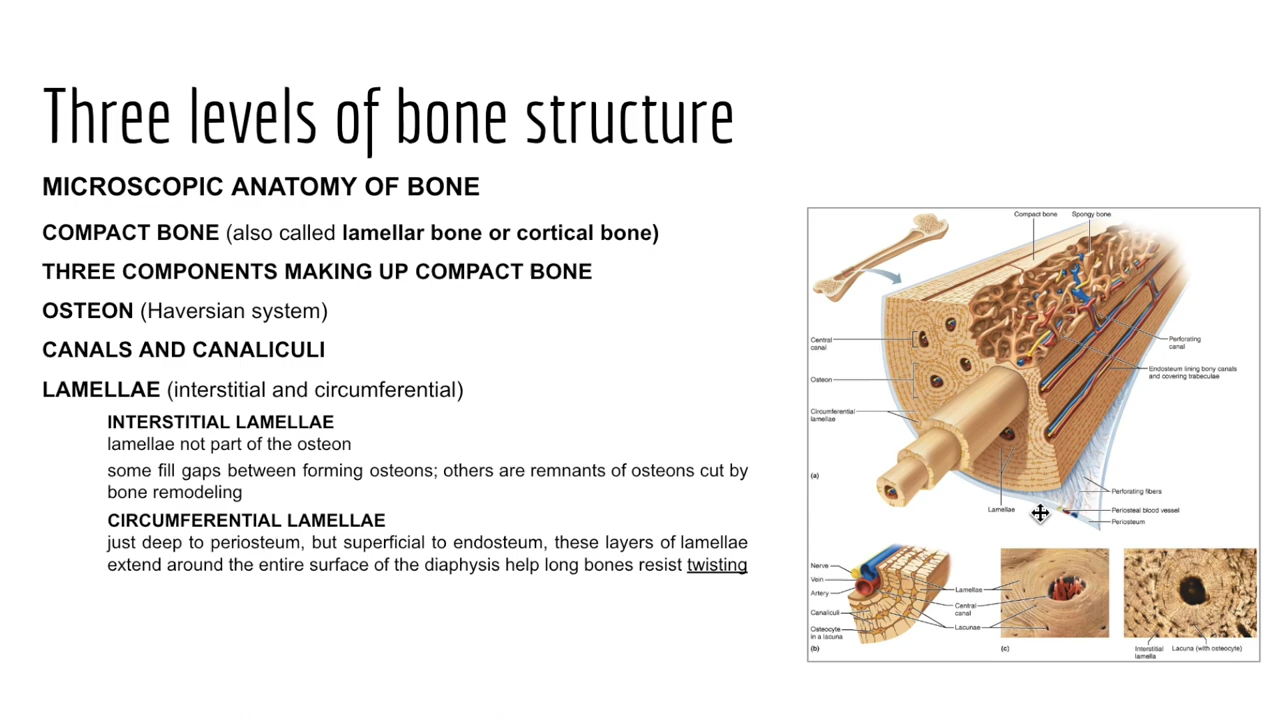 Three levels of bone structure
MICROSCOPIC ANATOMY OF BONE
COMPACT BONE (also called lamellar bone or cortical bone)
THREE COMPONENTS MAKING UP COMPACT BONE
OSTEON (Haversian system)
CANALS AND CANALICULI
LAMELLAE (interstitial and circumferential)
INTERSTITIAL LAMELLAE
lamellae not part of the osteon
some fill gaps between forming osteons; others are remnants of osteons cut by
bone remodeling
CIRCUMFERENTIAL LAMELLAE
just deep to periosteum, but superficial to endosteum, these layers of lamellae
extend around the entire surface of the diaphysis help long bones resist twisting
Compact bone
Spongy bone
Central
canal
Osteon
Circumferential
lamellae
(a)
Lamellae
Perforating
canal
Endosteum lining bony canals
and covering trabeculae
Perforating fibers
Periosteal blood vessel
Periosteum
Nerve
Vein
Artery
Canaliculi
Osteocyte
in a lacuna
(b)
Lamellae
Central
canal
Lacunae
(c)
Interstitial
lamella
Lacuna (with osteocyte)